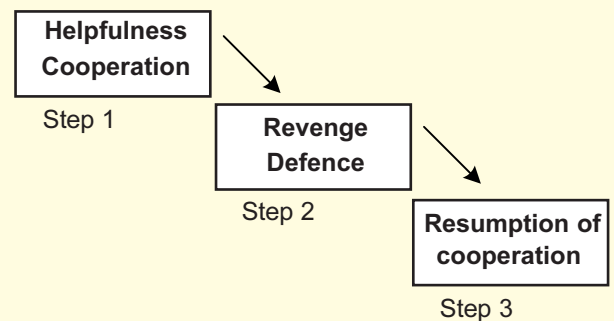 Helpfulness
Cooperation
Step 1
Revenge
Defence
Step 2
Resumption of
cooperation
Step 3